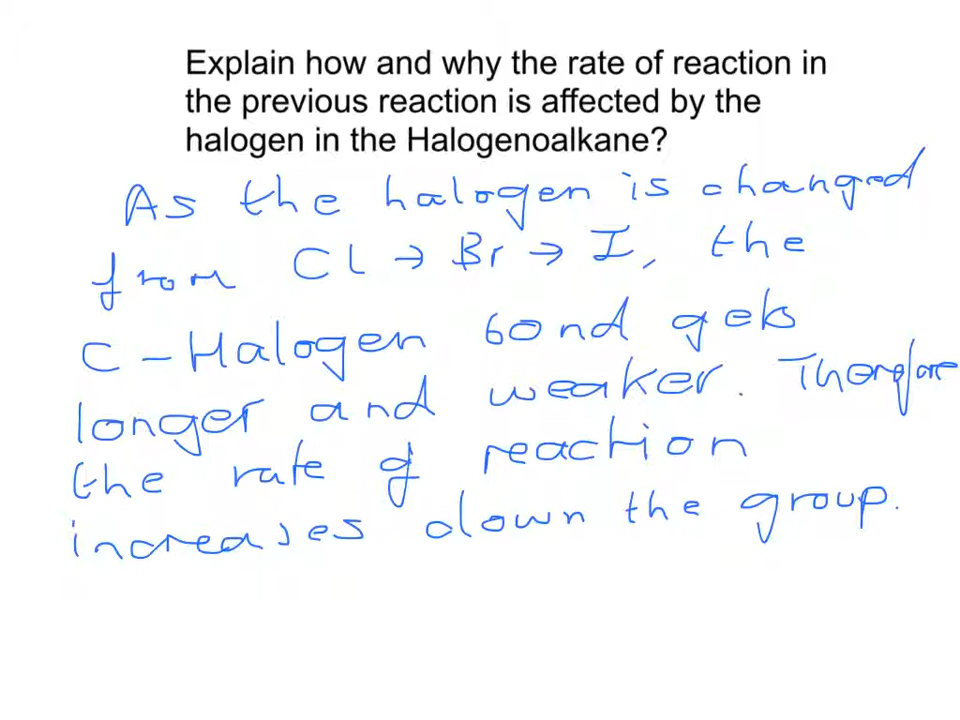 Explain how and why the rate of reaction in
the previous reaction is affected by the
halogen in the Halogenoalkane?
As the halogen is changed
from Cl → Br → I, the
C - Halogen bond gets
longer and weaker. Therefore
the rate of reaction
increases down the group.